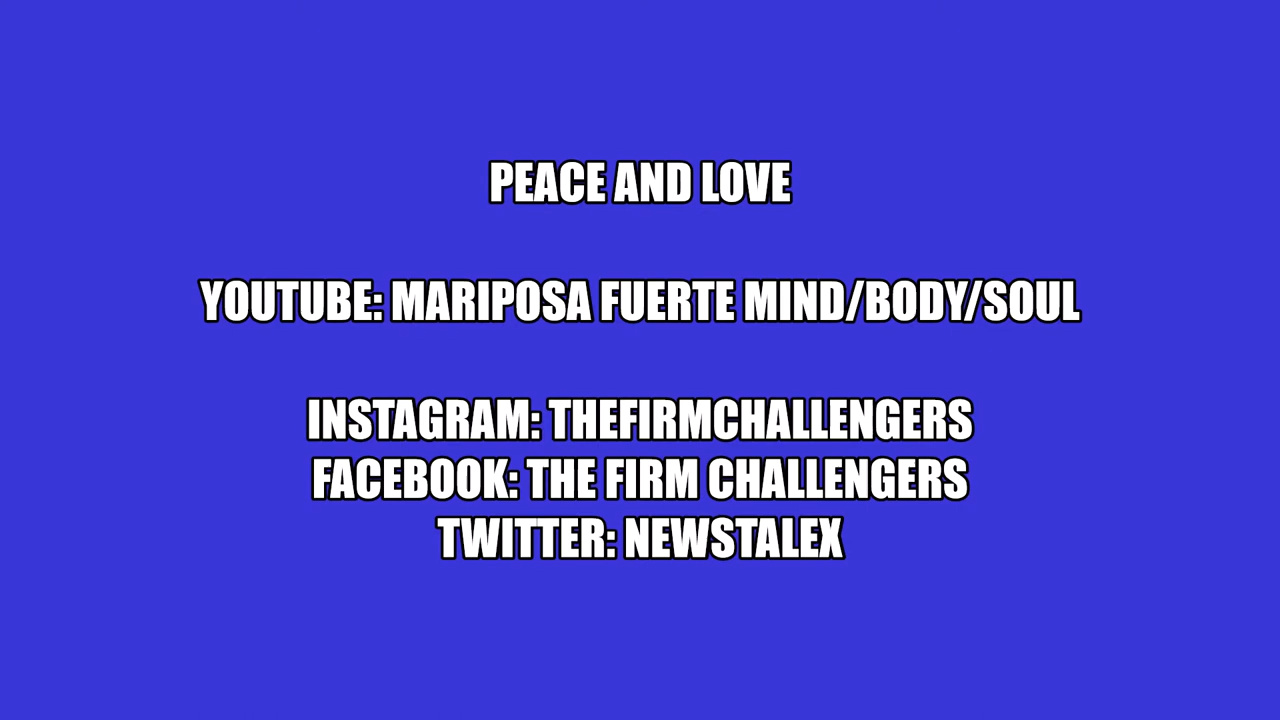 PEACE AND LOVE
YOUTUBE: MARIPOSA FUERTE MIND/BODY/SOUL
INSTAGRAM: THEFIRMCHALLENGERS
FACEBOOK: THE FIRM CHALLENGERS
TWITTER: NEWSTALEX